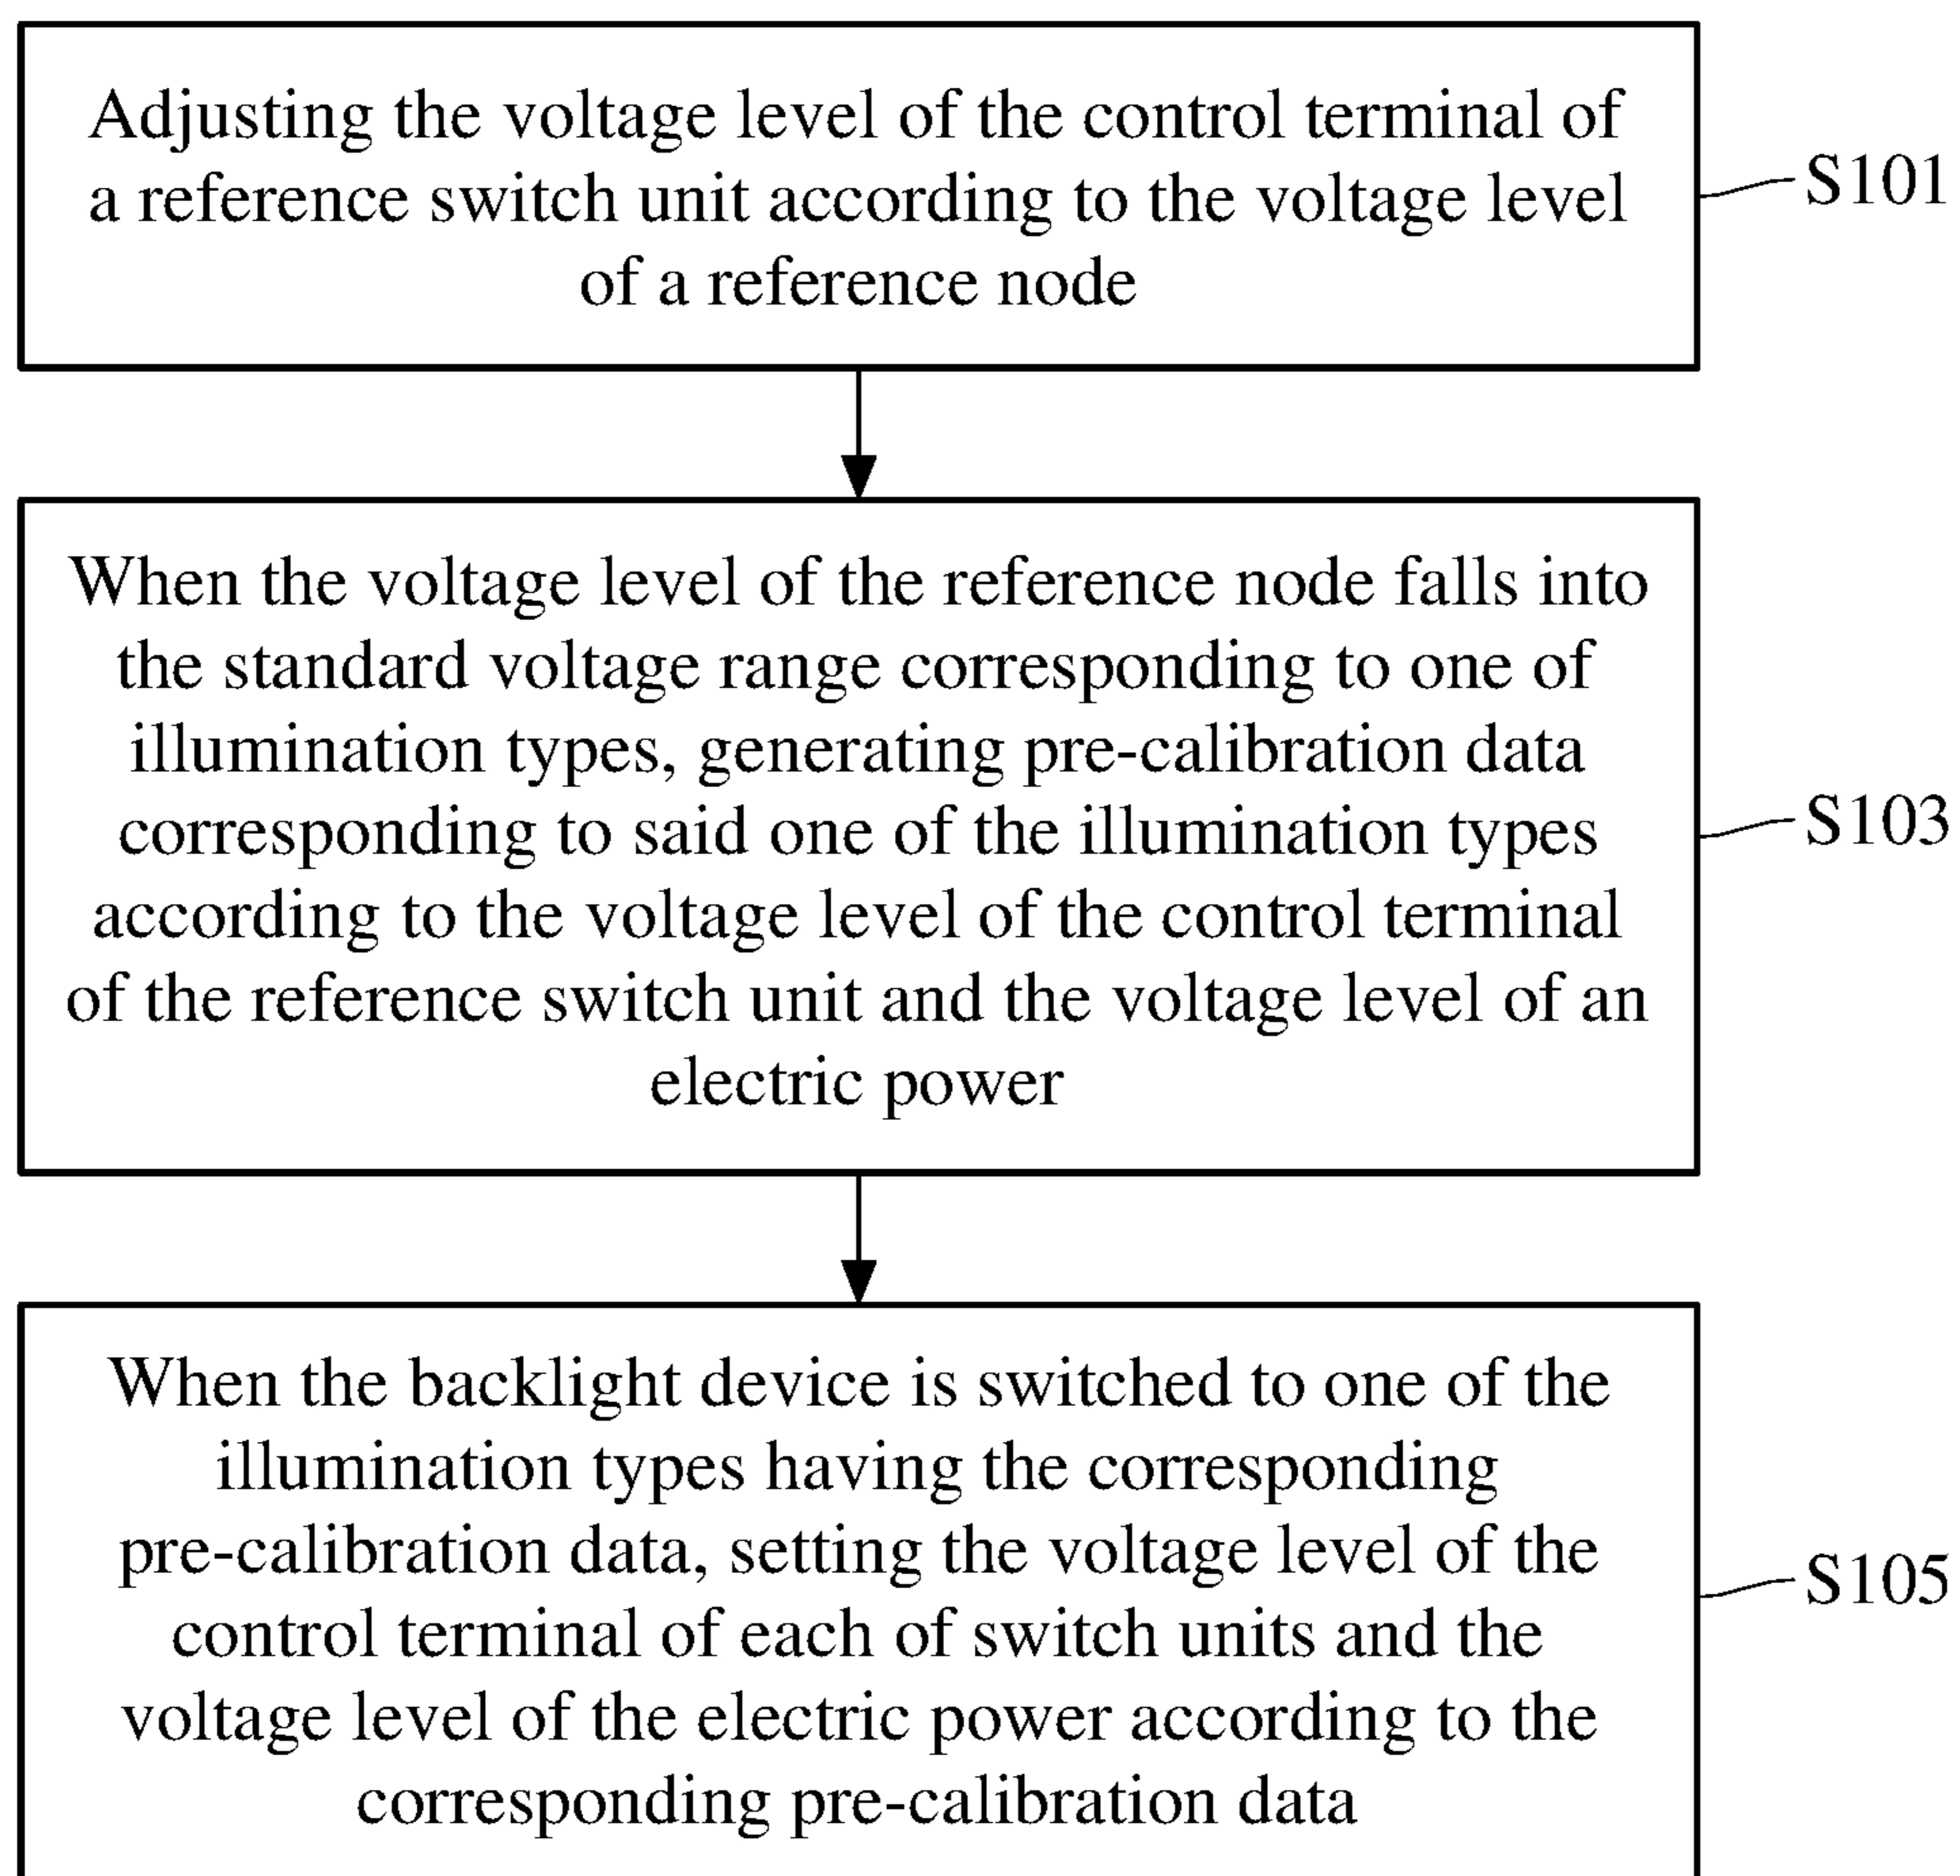 Adjusting the voltage level of the control terminal of
a reference switch unit according to the voltage level
of a reference node
S101
When the voltage level of the reference node falls into
the standard voltage range corresponding to one of
illumination types, generating pre-calibration data
corresponding to said one of the illumination types
according to the voltage level of the control terminal
of the reference switch unit and the voltage level of an
electric power
S103
When the backlight device is switched to one of the
illumination types having the corresponding
pre-calibration data, setting the voltage level of the
control terminal of each of switch units and the
voltage level of the electric power according to the
corresponding pre-calibration data
S105